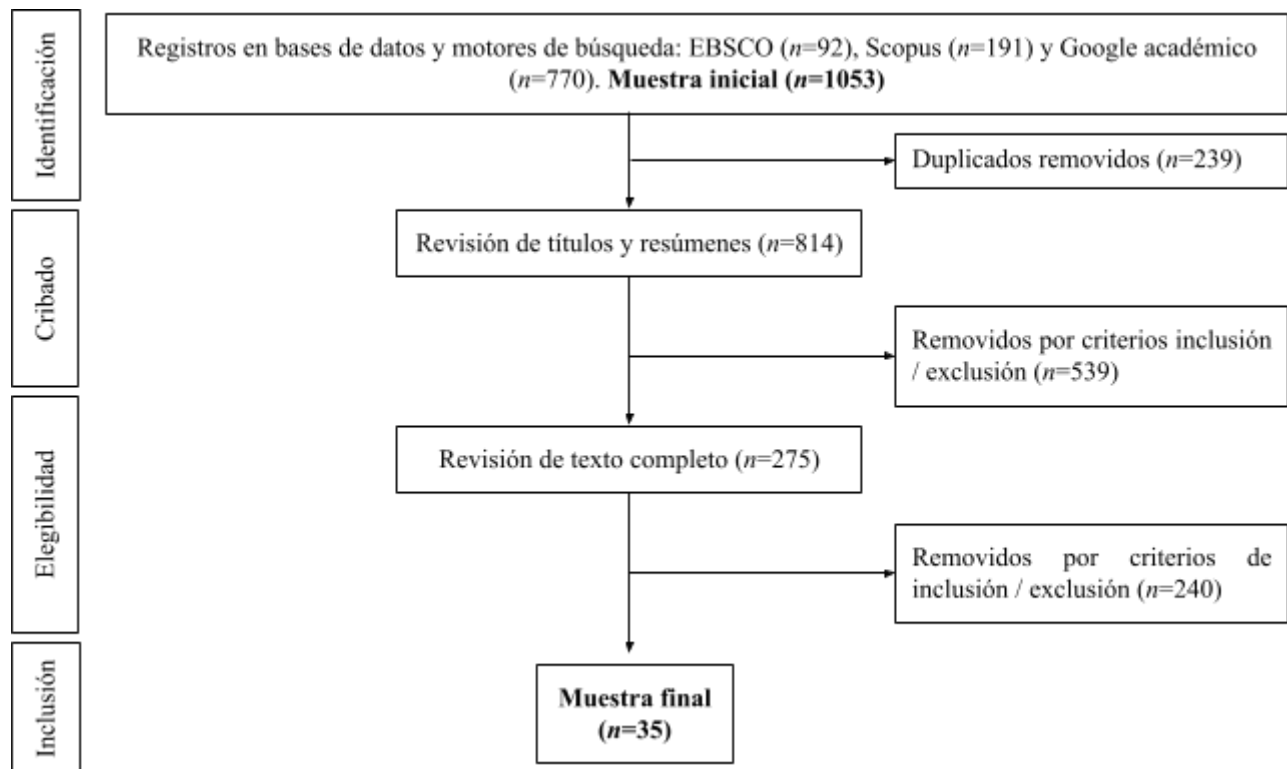 Identificación
Registros en bases de datos y motores de búsqueda: EBSCO (n=92), Scopus (n=191) y Google académico
(n=770). Muestra inicial (n=1053)
Duplicados removidos (n=239)
Cribado
Revisión de títulos y resúmenes (n=814)
Removidos por criterios inclusión
/ exclusión (n=539)
Elegibilidad
Revisión de texto completo (n=275)
Removidos por criterios de
inclusión / exclusión (n=240)
Inclusión
Muestra final
(n=35)